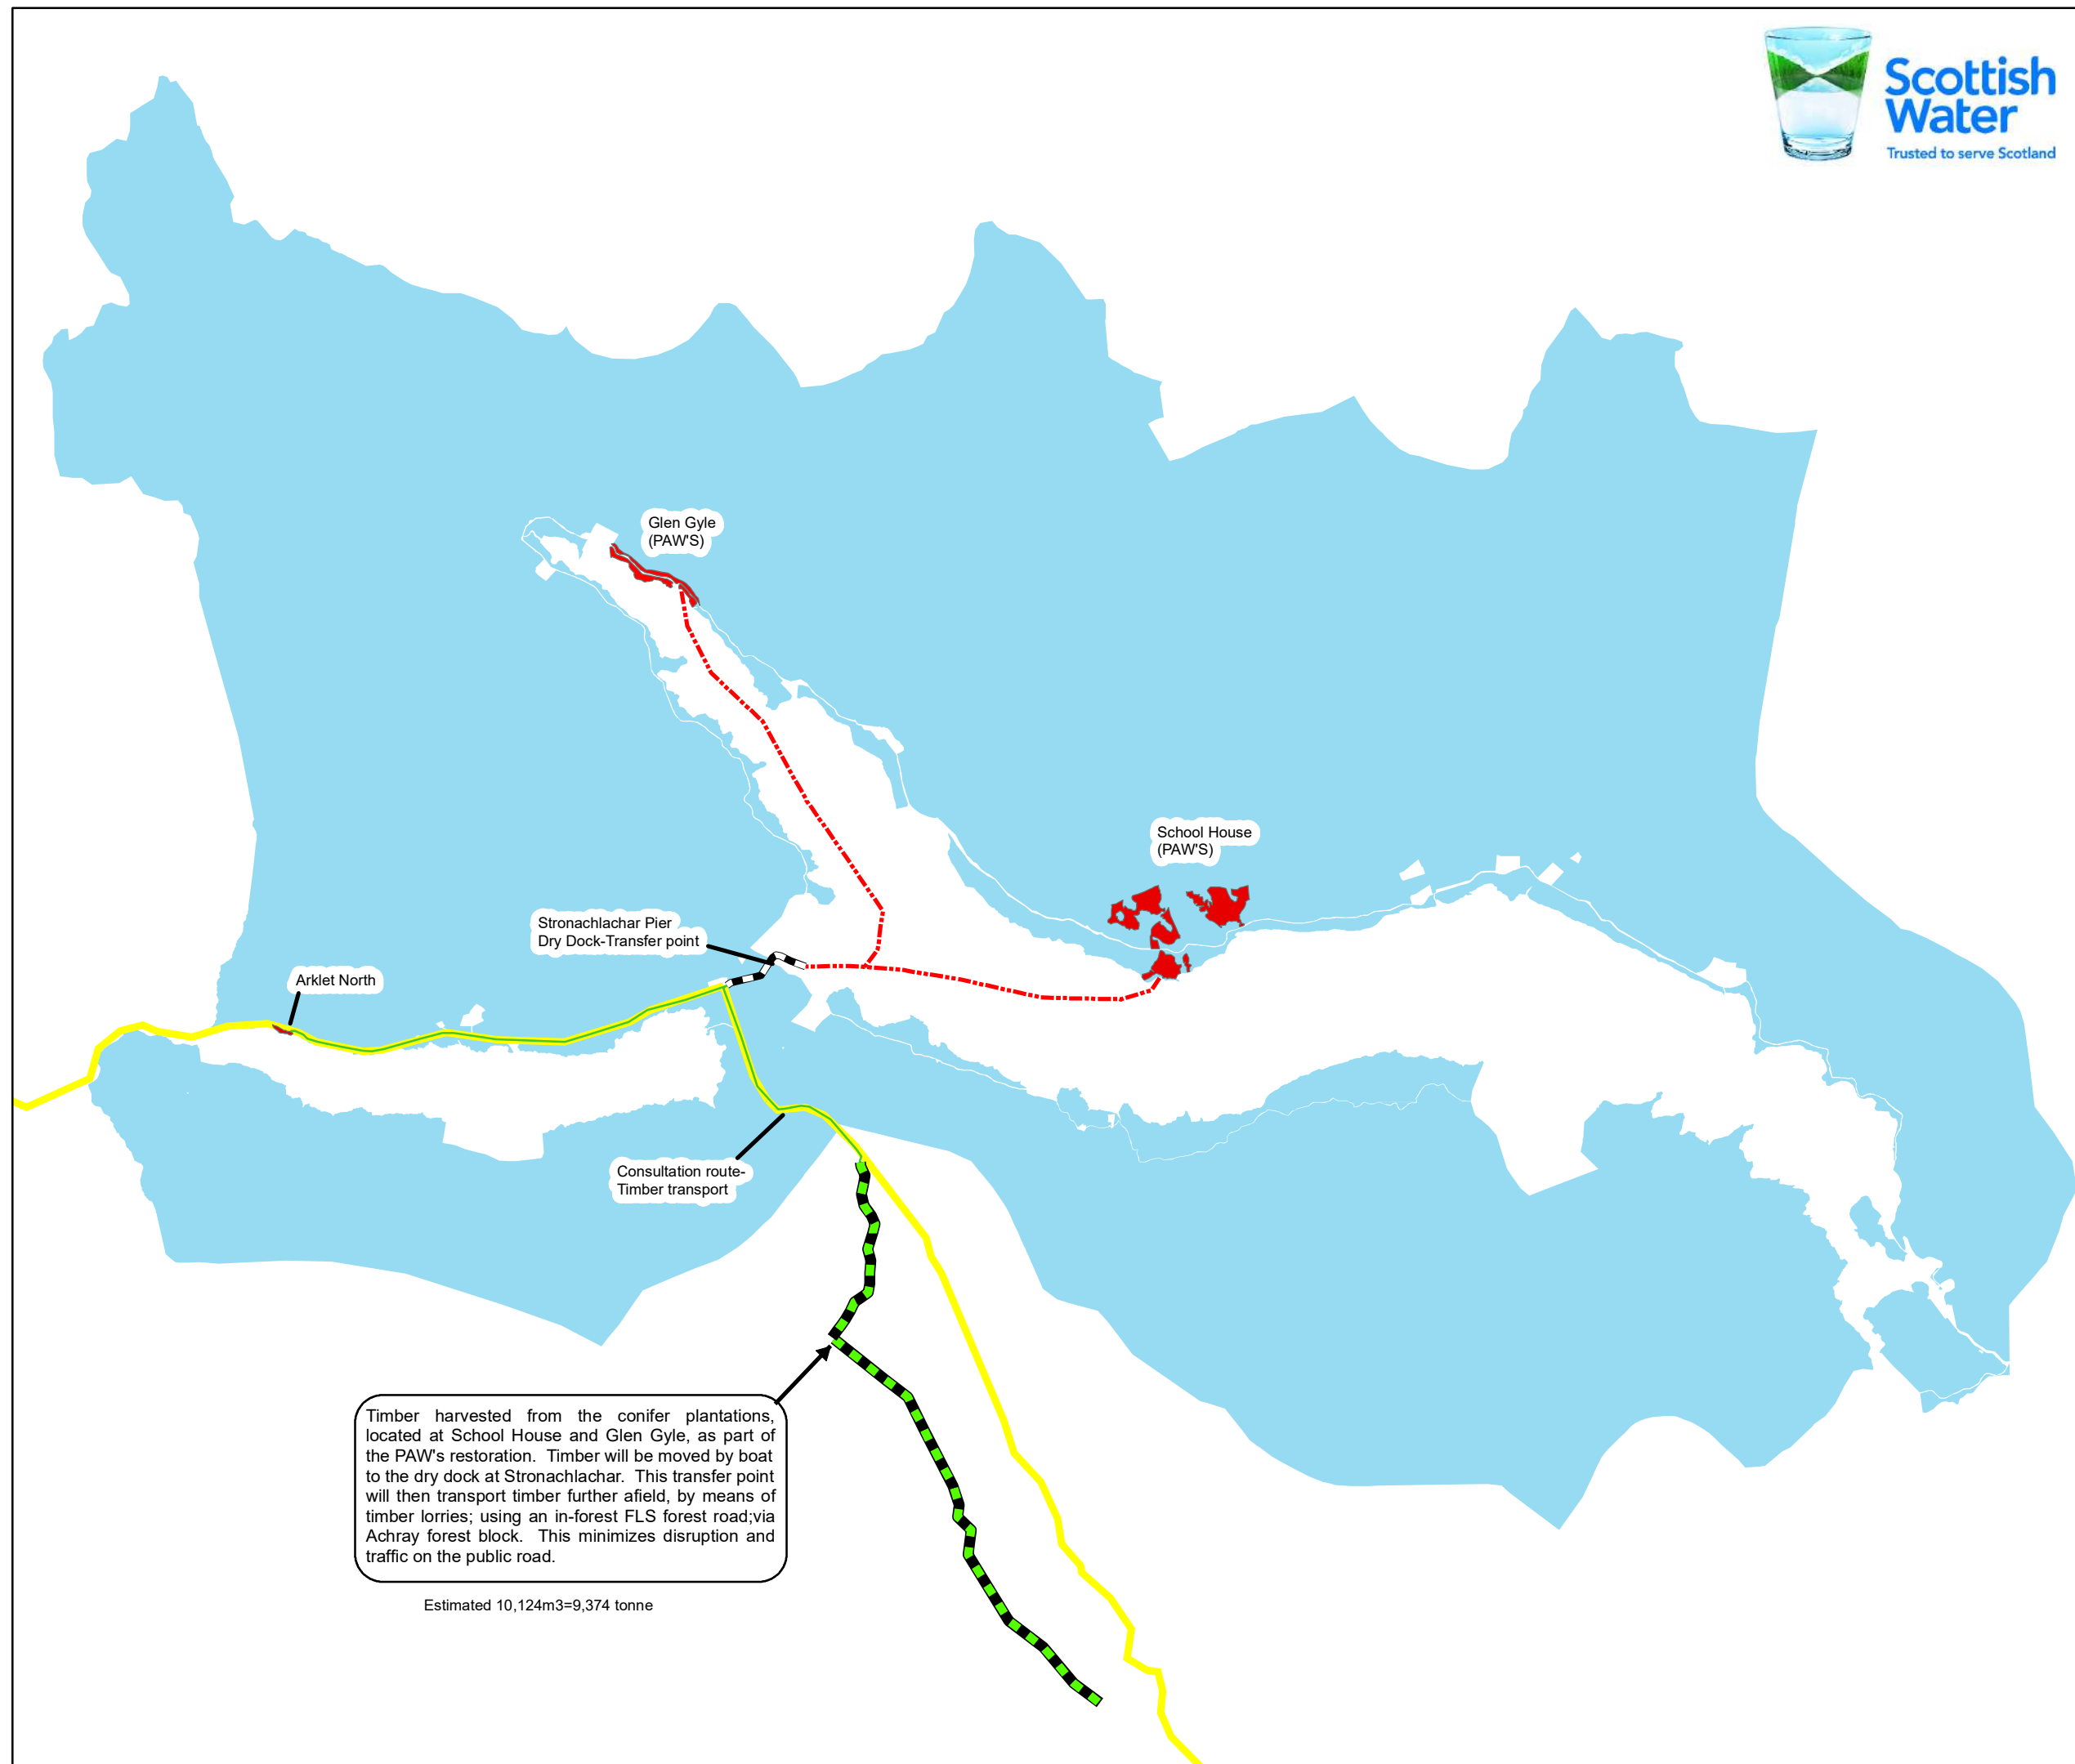 Scottish
Water
Trusted to serve Scotland
Glen Gyle
(PAW'S)
School House
(PAW'S)
Stronachlachar Pier
Dry Dock-Transfer point
Arklet North
Consultation route-
Timber transport
Timber harvested from the conifer plantations,
located at School House and Glen Gyle, as part of
the PAW's restoration. Timber will be moved by boat
to the dry dock at Stronachlachar. This transfer point
will then transport timber further afield, by means of
timber lorries; using an in-forest FLS forest road;via
Achray forest block. This minimizes disruption and
traffic on the public road.
Estimated 10,124m3=9,374 tonne